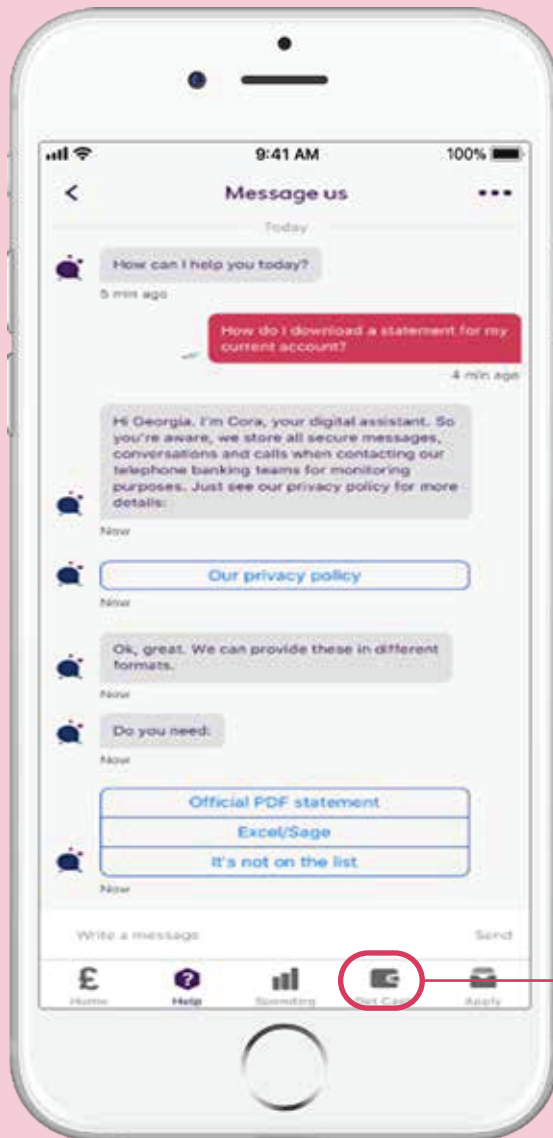 9:41 AM
100%
Message us
Today
How can I help you today?
5 min ago
How do I download a statement for my
current account?
4 min ago
Hi Georgia. I'm Cora, your digital assistant. So
you're aware, we store all secure messages,
conversations and calls when contacting our
telephone banking teams for monitoring
purposes. Just see our privacy policy for more
details:
Now
Our privacy policy
Now
Ok, great. We can provide these in different
formats.
Now
Do you need:
Now
Official PDF statement
Excel/Sage
It's not on the list
Now
Write a message
Send
£
Home
Help
Spending
Get Cash
Apply